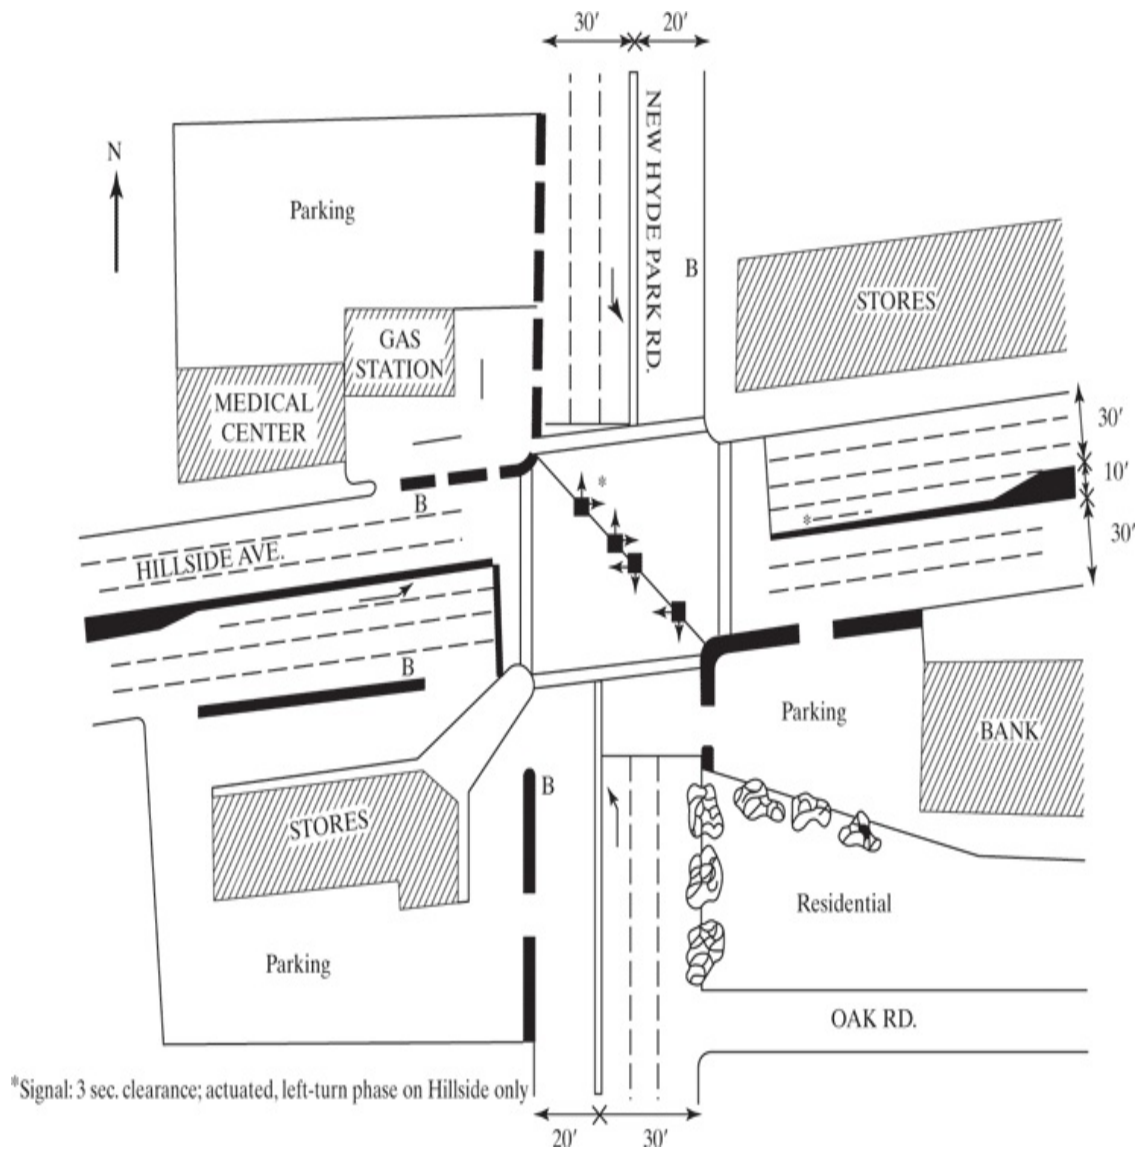 30′
20′
N
NEW HYDE PARK RD.
Parking
B
STORES
GAS
STATION
MEDICAL
CENTER
30′
10′
30′
*
*
B
HILLSIDE AVE.
B
Parking
BANK
B
STORES
Residential
Parking
OAK RD.
*Signal: 3 sec. clearance; actuated, left-turn phase on Hillside only
20′
30′